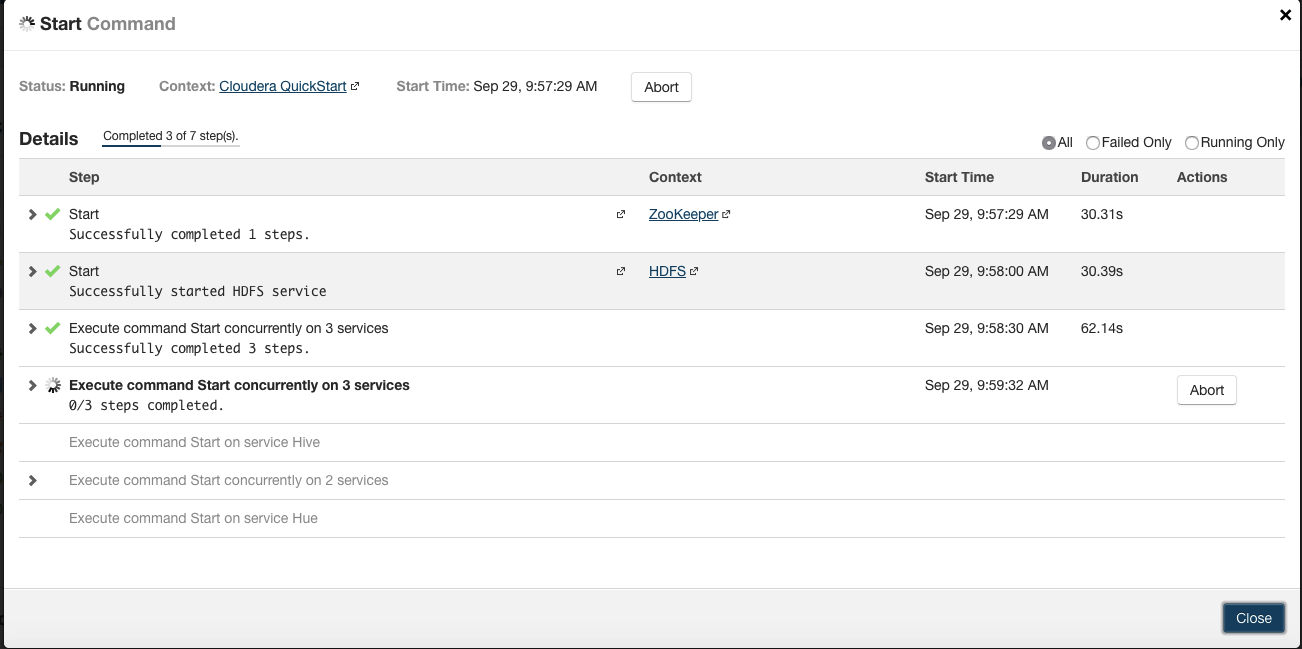 Start Command
Status: Running Context: Cloudera QuickStart Start Time: Sep 29, 9:57:29 AM Abort
Details Completed 3 of 7 step(s). All Failed Only Running Only
Step Context Start Time Duration Actions
Start ZooKeeper Sep 29, 9:57:29 AM 30.31s
Successfully completed 1 steps.
Start HDFS Sep 29, 9:58:00 AM 30.39s
Successfully started HDFS service
Execute command Start concurrently on 3 services Sep 29, 9:58:30 AM 62.14s
Successfully completed 3 steps.
Execute command Start concurrently on 3 services Sep 29, 9:59:32 AM Abort
0/3 steps completed.
Execute command Start on service Hive
Execute command Start concurrently on 2 services
Execute command Start on service Hue
Close